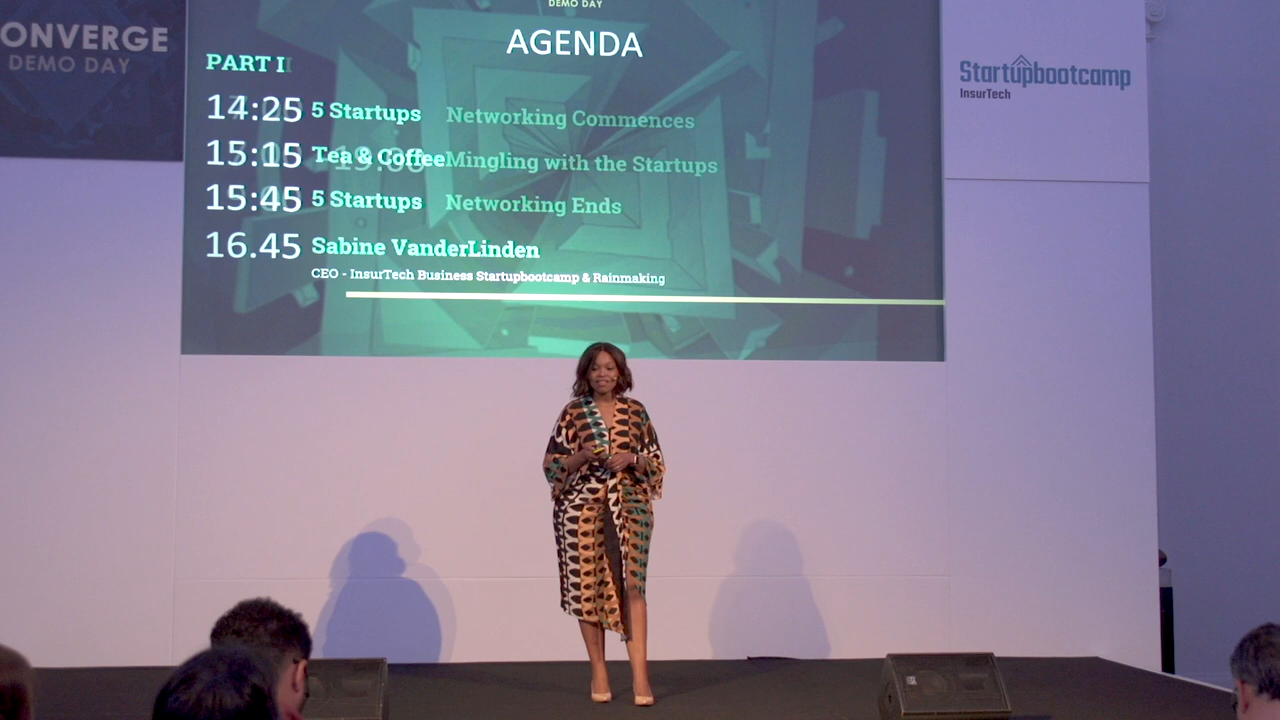 ONVERGE
DEMO DAY
DEMO DAY
AGENDA
PART II
14:25 5 Startups Networking Commences
15:15 Tea & Coffee Mingling with the Startups
15:45 5 Startups Networking Ends
16.45 Sabine VanderLinden
CEO - InsurTech Business Startupbootcamp & Rainmaking
Startupbootcamp
InsurTech